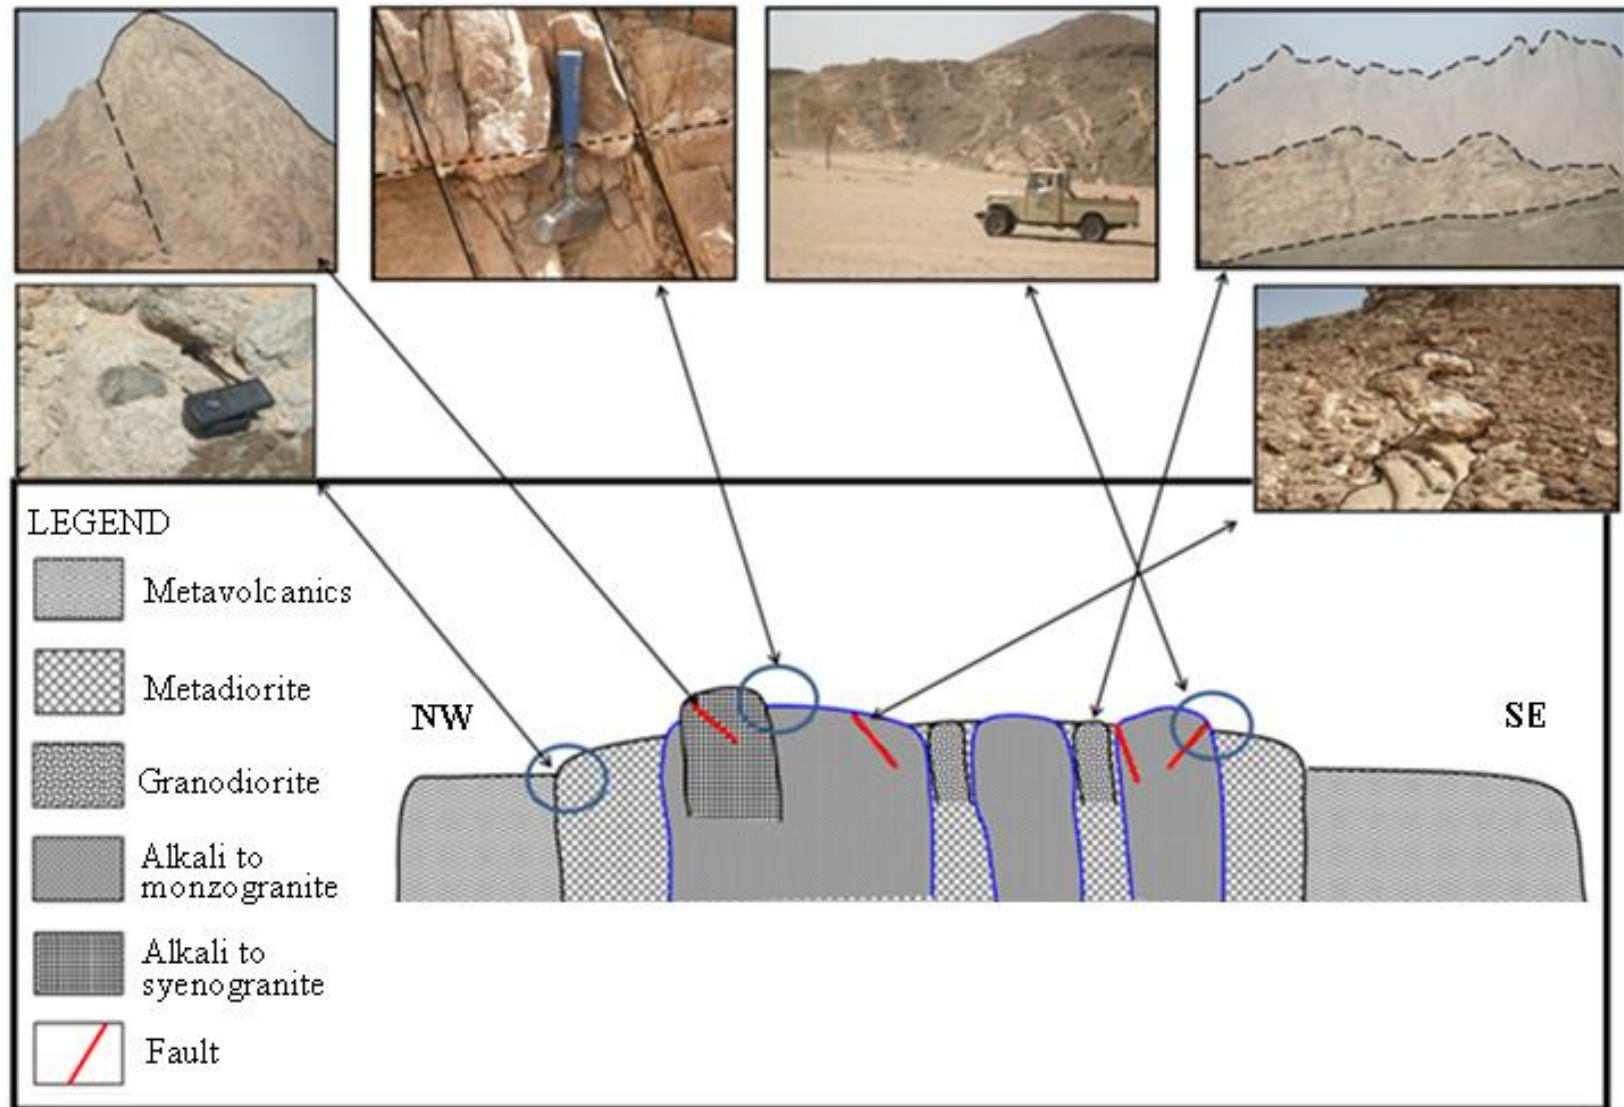 LEGEND
Metavolcanics
Metadiorite
Granodiorite
Alkali to
monzogranite
Alkali to
syenogranite
Fault
NW
SE